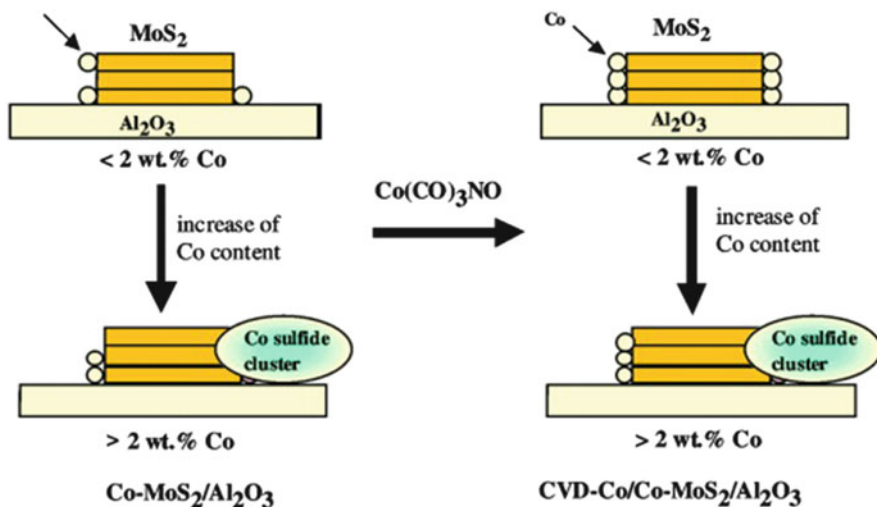 MoS2
Al2O3
< 2 wt.% Co
increase of
Co content
Co sulfide
cluster
> 2 wt.% Co
Co-MoS2/Al2O3
Co(CO)3NO
Co
MoS2
Al2O3
< 2 wt.% Co
increase of
Co content
Co sulfide
cluster
> 2 wt.% Co
CVD-Co/Co-MoS2/Al2O3